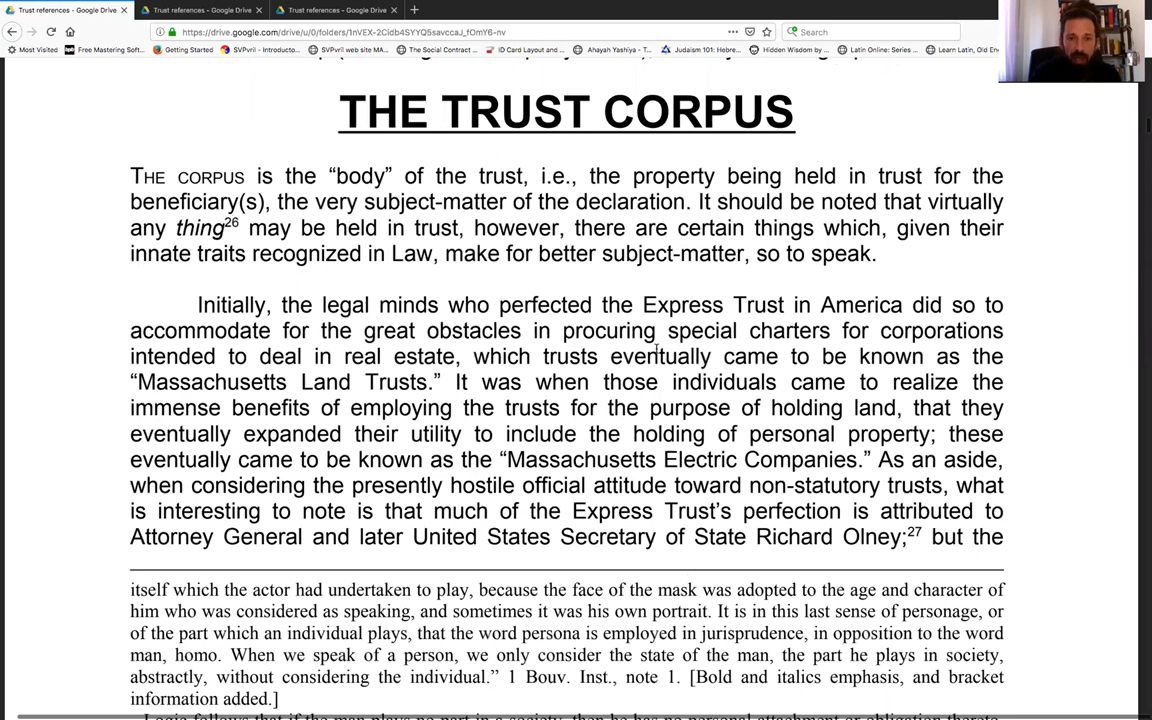 Trust references - Google Drive
Trust references - Google Drive
Trust references - Google Drive
https://drive.google.com/drive/u/0/folders/1nVEX-2Cidb4SYYQ5savccaJ_fOmY6-nv
Search
Most Visited
Free Mastering Soft...
Getting Started
SVPvril - Introducto...
SVPvril web site MA...
The Social Contract ...
ID Card Layout and ...
Ahayah Yashiya - T...
Judaism 101: Hebre...
Hidden Wisdom by ...
Latin Online: Series ...
Learn Latin, Old En
THE TRUST CORPUS
THE CORPUS is the “body” of the trust, i.e., the property being held in trust for the
beneficiary(s), the very subject-matter of the declaration. It should be noted that virtually
any thing26 may be held in trust, however, there are certain things which, given their
innate traits recognized in Law, make for better subject-matter, so to speak.
Initially, the legal minds who perfected the Express Trust in America did so to
accommodate for the great obstacles in procuring special charters for corporations
intended to deal in real estate, which trusts eventually came to be known as the
“Massachusetts Land Trusts.” It was when those individuals came to realize the
immense benefits of employing the trusts for the purpose of holding land, that they
eventually expanded their utility to include the holding of personal property; these
eventually came to be known as the “Massachusetts Electric Companies.” As an aside,
when considering the presently hostile official attitude toward non-statutory trusts, what
is interesting to note is that much of the Express Trust’s perfection is attributed to
Attorney General and later United States Secretary of State Richard Olney;27 but the
itself which the actor had undertaken to play, because the face of the mask was adopted to the age and character of
him who was considered as speaking, and sometimes it was his own portrait. It is in this last sense of personage, or
of the part which an individual plays, that the word persona is employed in jurisprudence, in opposition to the word
man, homo. When we speak of a person, we only consider the state of the man, the part he plays in society,
abstractly, without considering the individual.” 1 Bouv. Inst., note 1. [Bold and italics emphasis, and bracket
information added.]